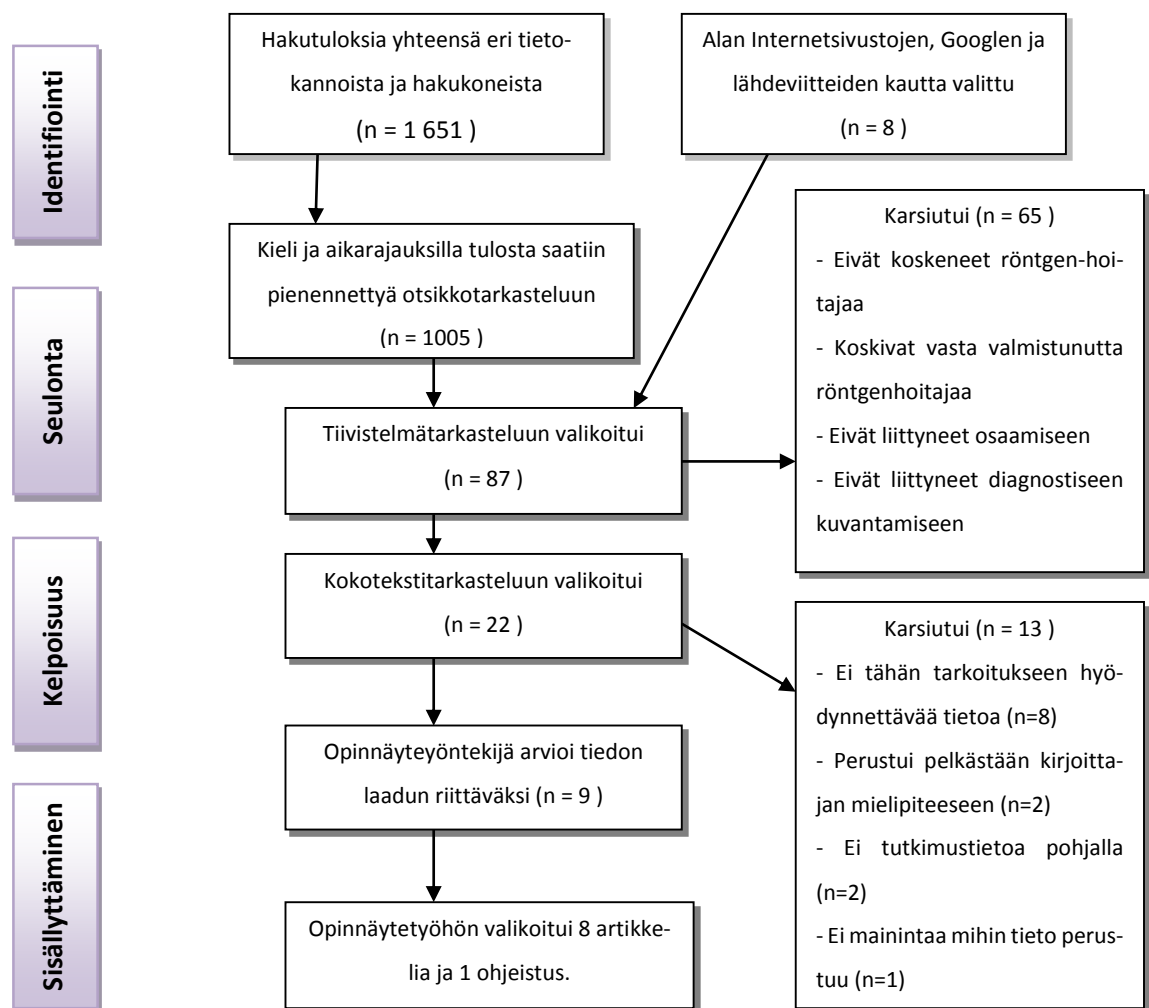 Identifiointi
Hakutuloksia yhteensä eri tieto-
kannoista ja hakukoneista
(n = 1 651 )
Alan Internetsivustojen, Googlen ja
lähdeviitteiden kautta valittu
(n = 8 )
Kieli ja aikarajauksilla tulosta saatiin
pienennettyä otsikkotarkasteluun
(n = 1005 )
Karsiutui (n = 65 )
- Eivät koskeneet röntgen-hoi-
tajaa
- Koskivat vasta valmistunutta
röntgenhoitajaa
- Eivät liittyneet osaamiseen
- Eivät liittyneet diagnostiseen
kuvantamiseen
Seulonta
Tiivistelmätarkasteluun valikoitui
(n = 87 )
Kelpoisuus
Kokotekstitarkasteluun valikoitui
(n = 22 )
Karsiutui (n = 13 )
- Ei tähän tarkoitukseen hyö-
dynnettävää tietoa (n=8)
- Perustui pelkästään kirjoitta-
jan mielipiteeseen (n=2)
- Ei tutkimustietoa pohjalla
(n=2)
- Ei mainintaa mihin tieto perus-
tuu (n=1)
Opinnäyteyöntekijä arvioi tiedon
laadun riittäväksi (n = 9 )
Sisällyttäminen
Opinnäytetyöhön valikoitui 8 artikke-
lia ja 1 ohjeistus.